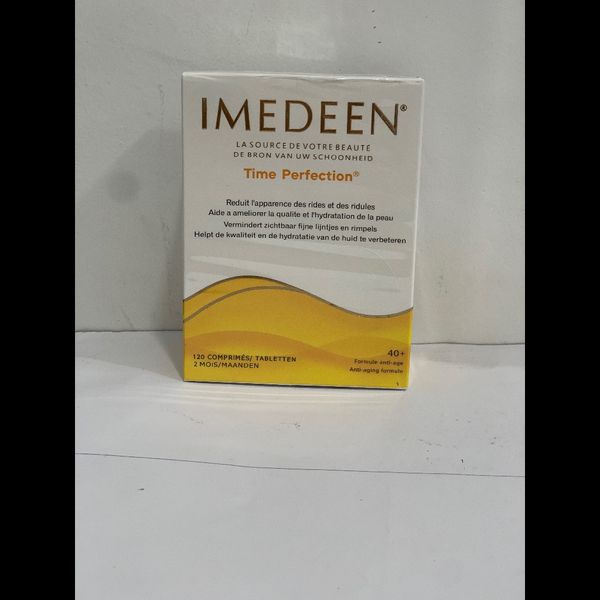 IMEDEEN®
LA SOURCE DE VOTRE BEAUTÉ
DE BRON VAN UW SCHOONHEID
Time Perfection®
Reduit l'apparence des rides et des ridules
Aide a ameliorer la qualite et l'hydratation de la peau
Vermindert zichtbaar fijne lijntjes en rimpels
Helpt de kwaliteit en de hydratatie van de huid te verbeteren
120 COMPRIMÉS/ TABLETTEN
2 MOIS/MAANDEN
40+
Formule anti-age
Anti-aging formule
1